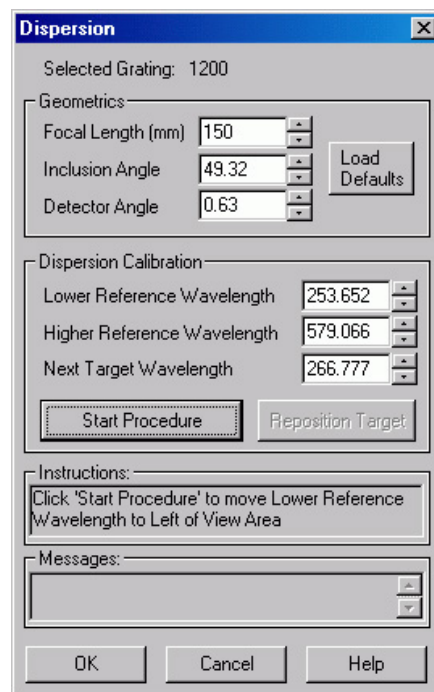 Dispersion
Selected Grating: 1200
Geometrics
Focal Length (mm) 150
Inclusion Angle 49.32
Detector Angle 0.63
Load Defaults
Dispersion Calibration
Lower Reference Wavelength 253.652
Higher Reference Wavelength 579.066
Next Target Wavelength 266.777
Start Procedure Reposition Target
Instructions:
Click 'Start Procedure' to move Lower Reference
Wavelength to Left of View Area
Messages:
OK Cancel Help